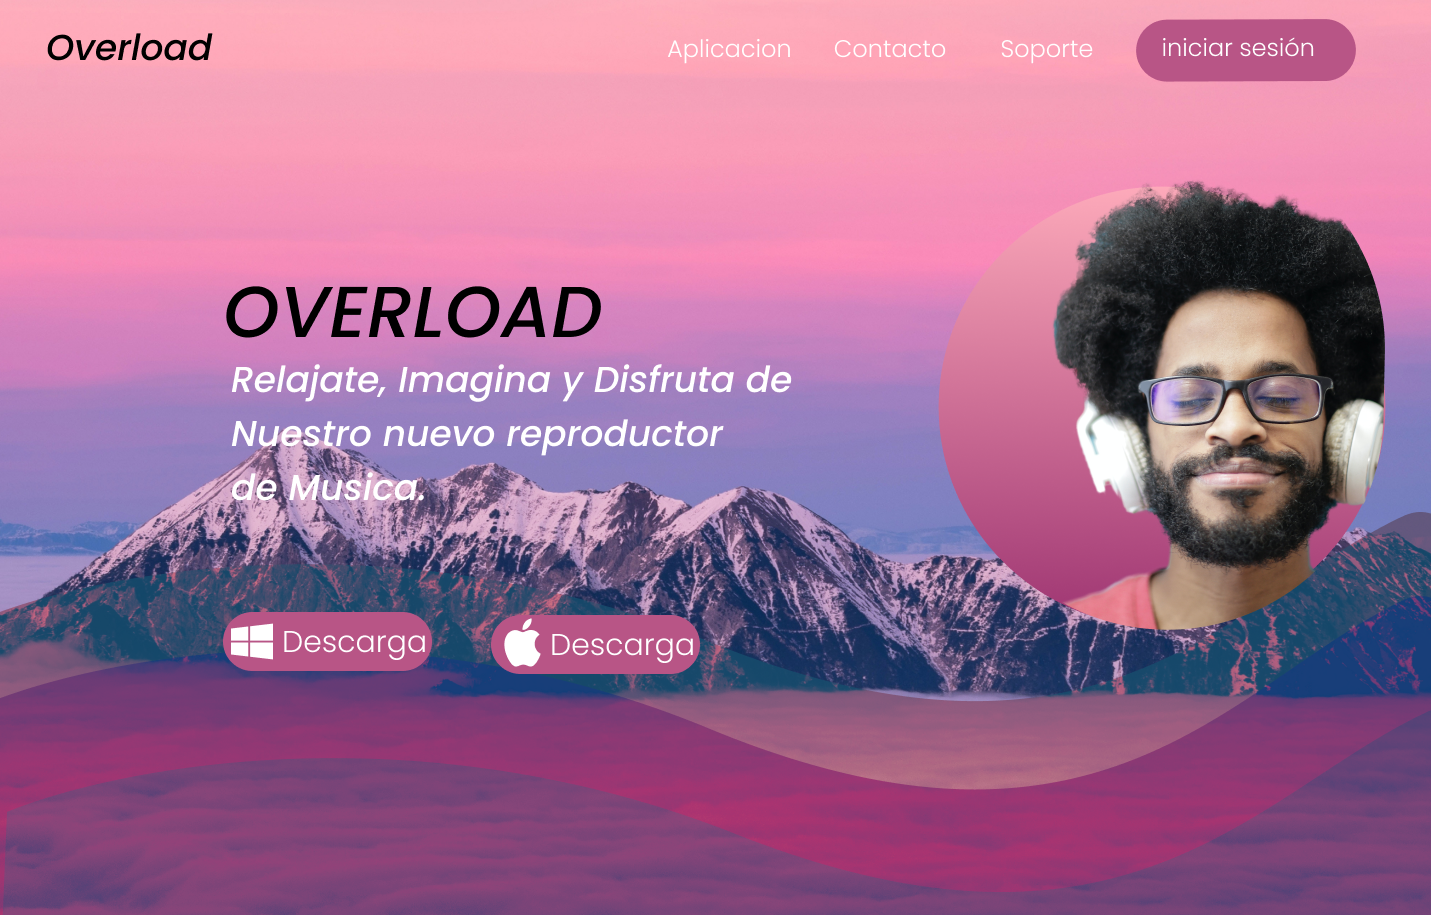 Overload
Aplicacion Contacto Soporte iniciar sesión
OVERLOAD
Relajate, Imagina y Disfruta de
Nuestro nuevo reproductor
de Musica.
Descarga Descarga